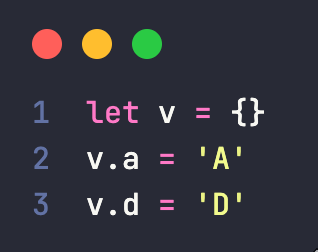 1 let v = {}
2 v.a = 'A'
3 v.d = 'D'